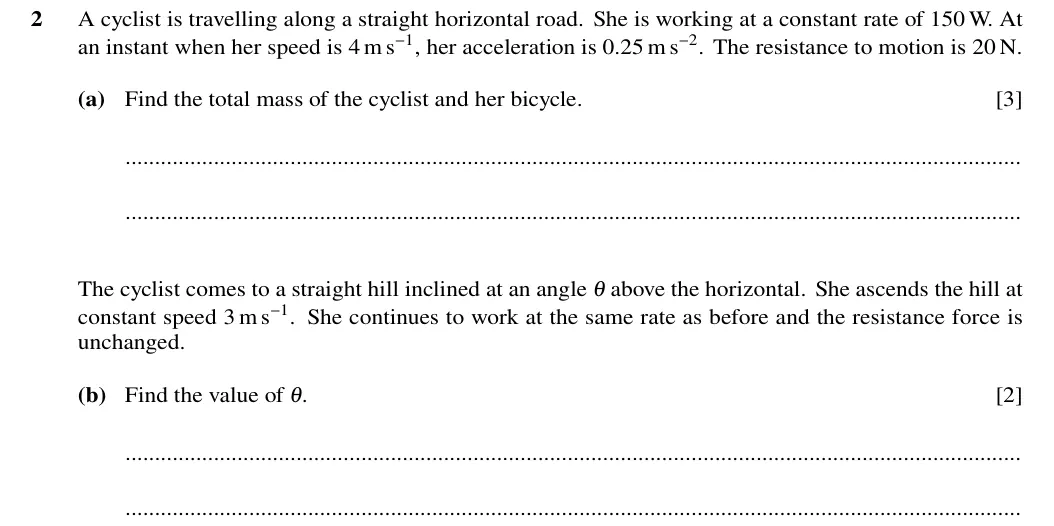 2 A cyclist is travelling along a straight horizontal road. She is working at a constant rate of 150 W. At
an instant when her speed is 4 m s⁻¹, her acceleration is 0.25 m s⁻². The resistance to motion is 20 N.
(a) Find the total mass of the cyclist and her bicycle. [3]
The cyclist comes to a straight hill inclined at an angle θ above the horizontal. She ascends the hill at
constant speed 3 m s⁻¹. She continues to work at the same rate as before and the resistance force is
unchanged.
(b) Find the value of θ. [2]